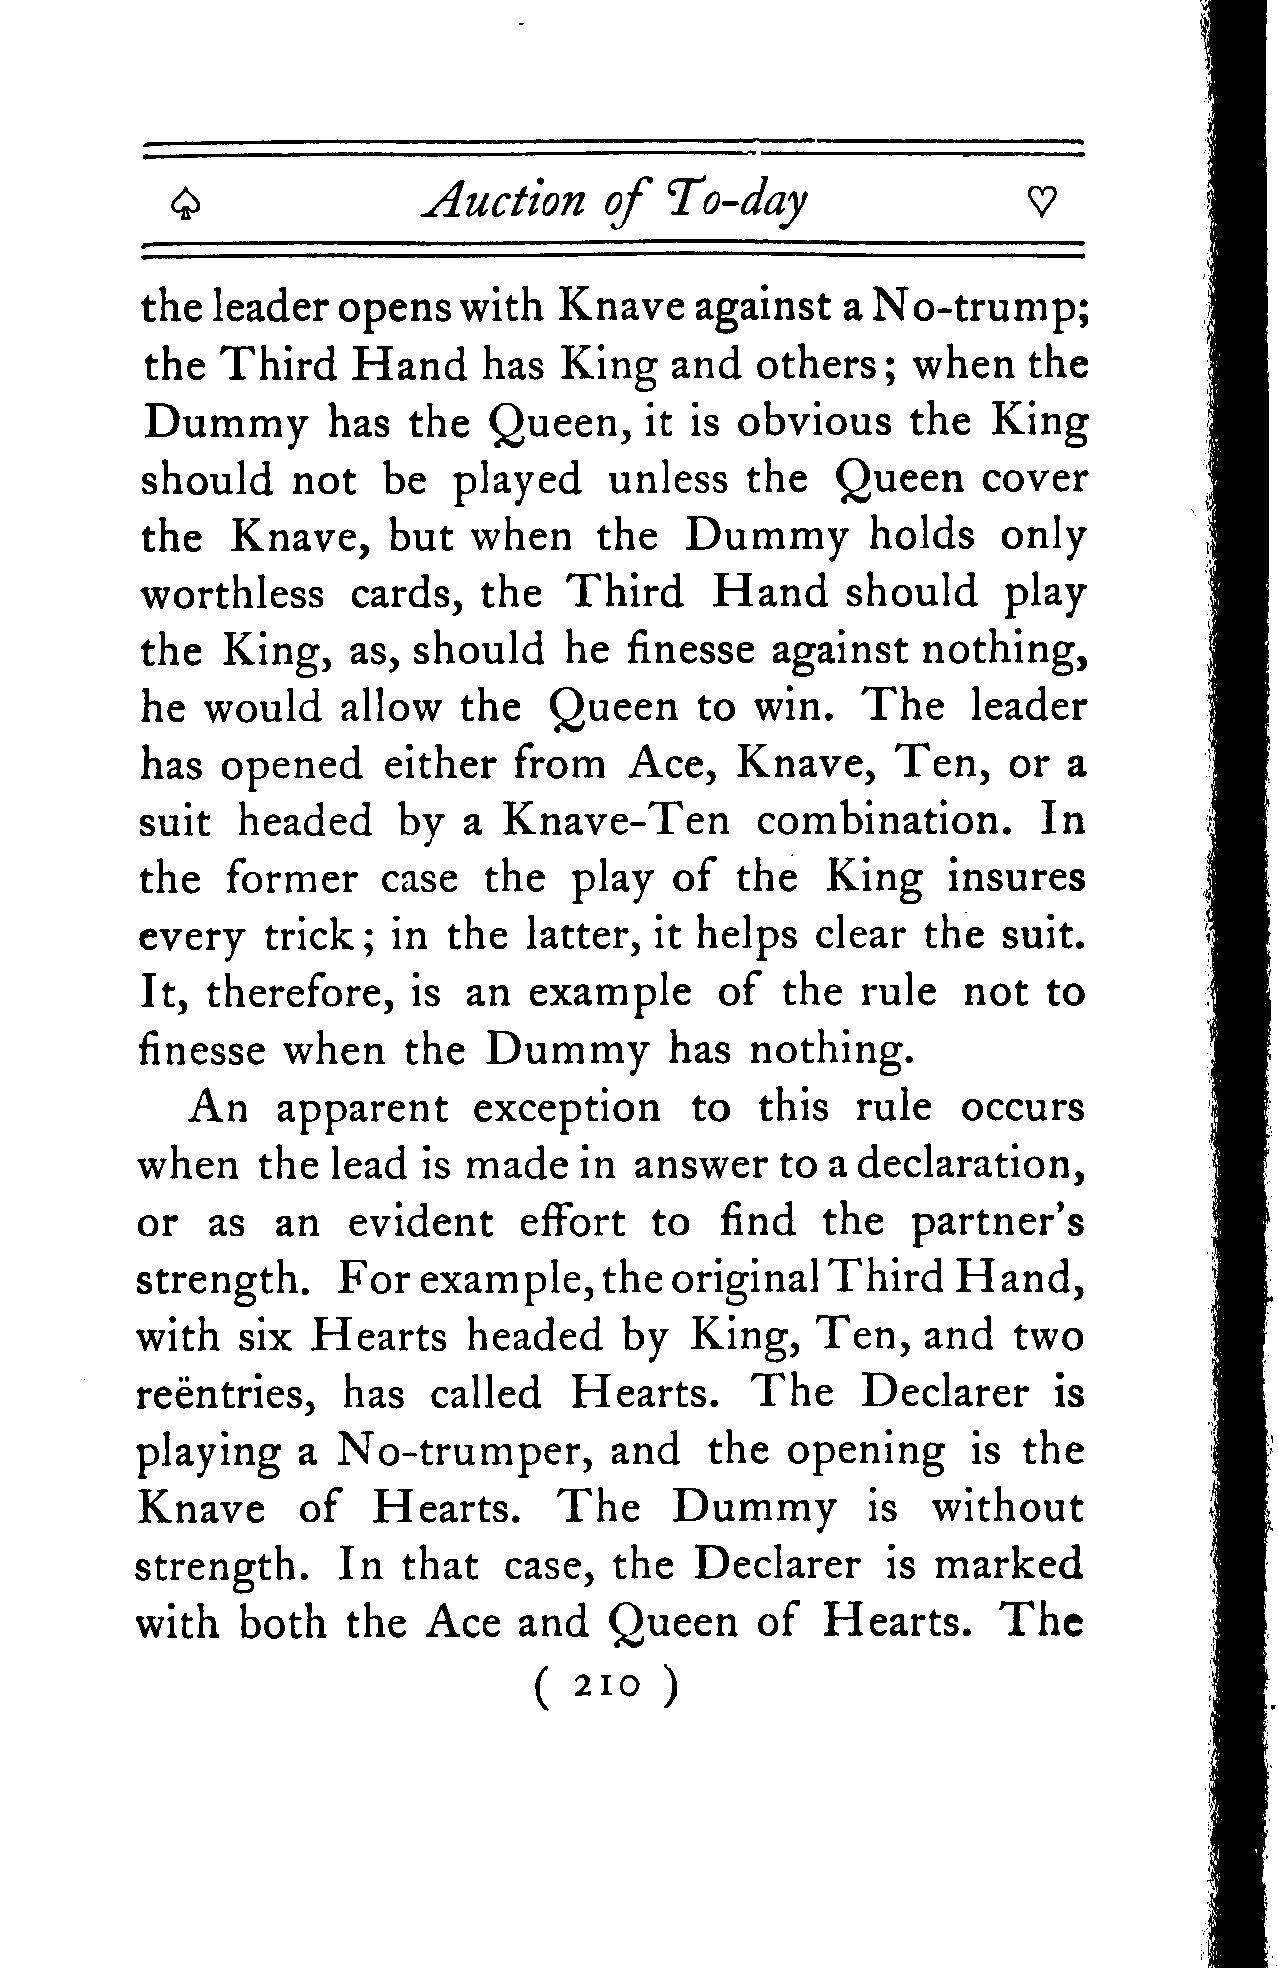 ♤ Auction of To-day ♡
the leader opens with Knave against a No-trump;
the Third Hand has King and others; when the
Dummy has the Queen, it is obvious the King
should not be played unless the Queen cover
the Knave, but when the Dummy holds only
worthless cards, the Third Hand should play
the King, as, should he finesse against nothing,
he would allow the Queen to win. The leader
has opened either from Ace, Knave, Ten, or a
suit headed by a Knave-Ten combination. In
the former case the play of the King insures
every trick; in the latter, it helps clear the suit.
It, therefore, is an example of the rule not to
finesse when the Dummy has nothing.
An apparent exception to this rule occurs
when the lead is made in answer to a declaration,
or as an evident effort to find the partner's
strength. For example, the original Third Hand,
with six Hearts headed by King, Ten, and two
reëntries, has called Hearts. The Declarer is
playing a No-trumper, and the opening is the
Knave of Hearts. The Dummy is without
strength. In that case, the Declarer is marked
with both the Ace and Queen of Hearts. The
( 210 )